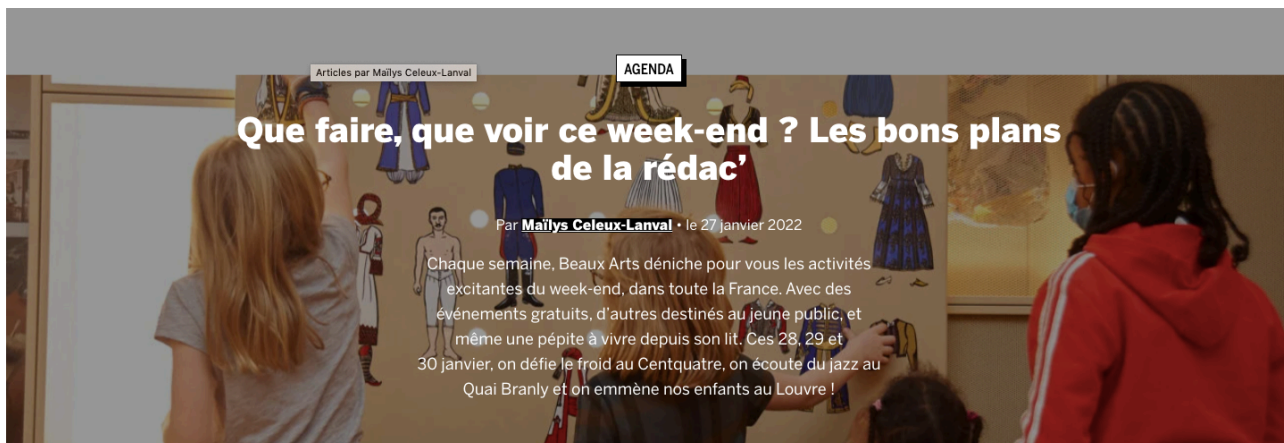 AGENDA
Articles par Maïlys Celeux-Lanval
Que faire, que voir ce week-end ? Les bons plans
de la rédac’
Par Maïlys Celeux-Lanval • le 27 janvier 2022
Chaque semaine, Beaux Arts déniche pour vous les activités
excitantes du week-end, dans toute la France. Avec des
événements gratuits, d’autres destinés au jeune public, et
même une pépite à vivre depuis son lit. Ces 28, 29 et
30 janvier, on défie le froid au Centquatre, on écoute du jazz au
Quai Branly et on emmène nos enfants au Louvre !